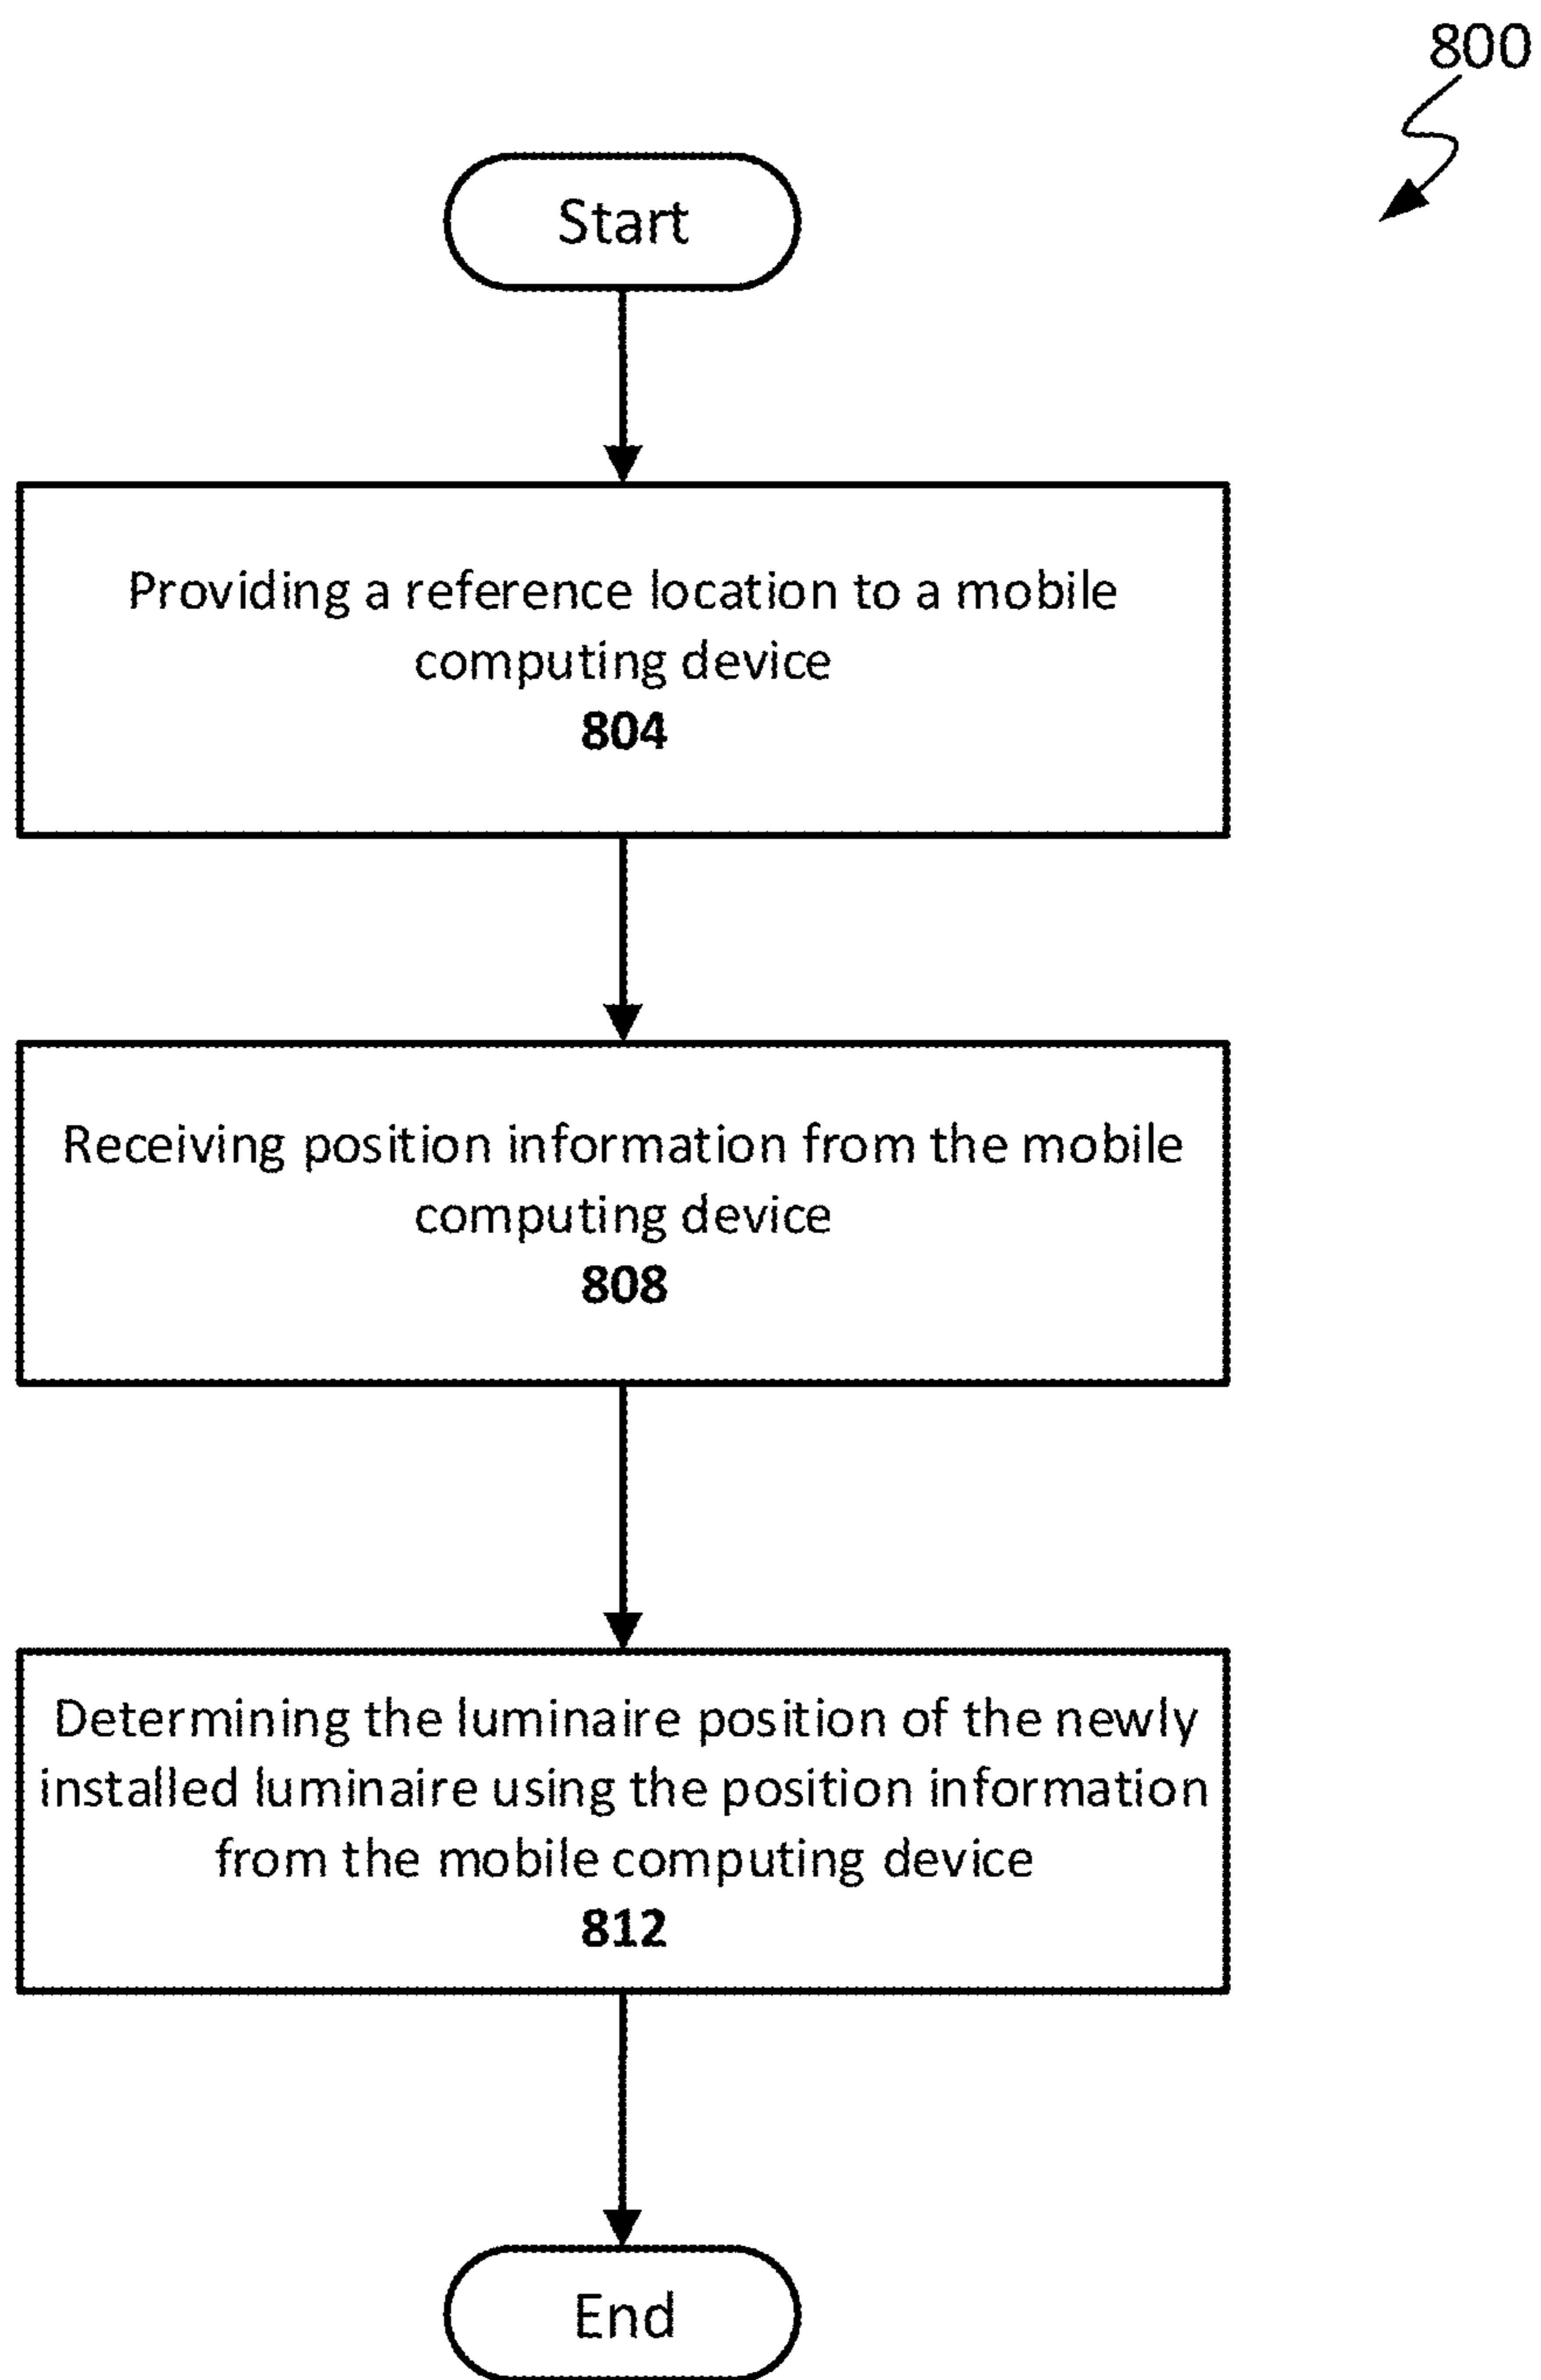 800
Start
Providing a reference location to a mobile
computing device
804
Receiving position information from the mobile
computing device
808
Determining the luminaire position of the newly
installed luminaire using the position information
from the mobile computing device
812
End